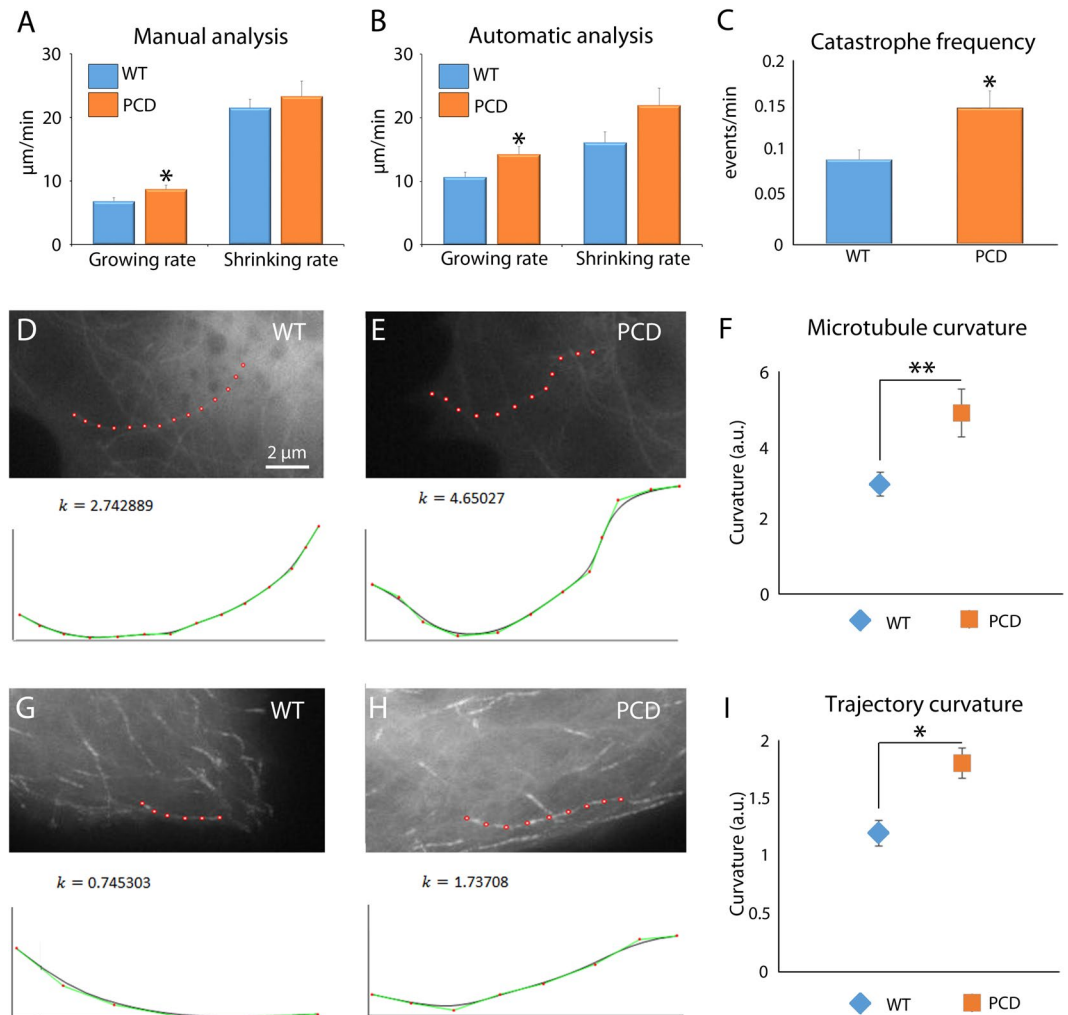 A
Manual analysis
µm/min
30
20
10
0
WT
PCD
*
Growing rate
Shrinking rate
B
Automatic analysis
µm/min
30
20
10
0
WT
PCD
*
Growing rate
Shrinking rate
C
Catastrophe frequency
events/min
0.2
0.15
0.1
0.05
0
*
WT
PCD
D
WT
2 µm
k = 2.742889
E
PCD
k = 4.65027
F
Microtubule curvature
Curvature (a.u.)
6
4
2
0
**
WT
PCD
G
WT
k = 0.745303
H
PCD
k = 1.73708
I
Trajectory curvature
Curvature (a.u.)
2
1.5
1
0.5
0
*
WT
PCD